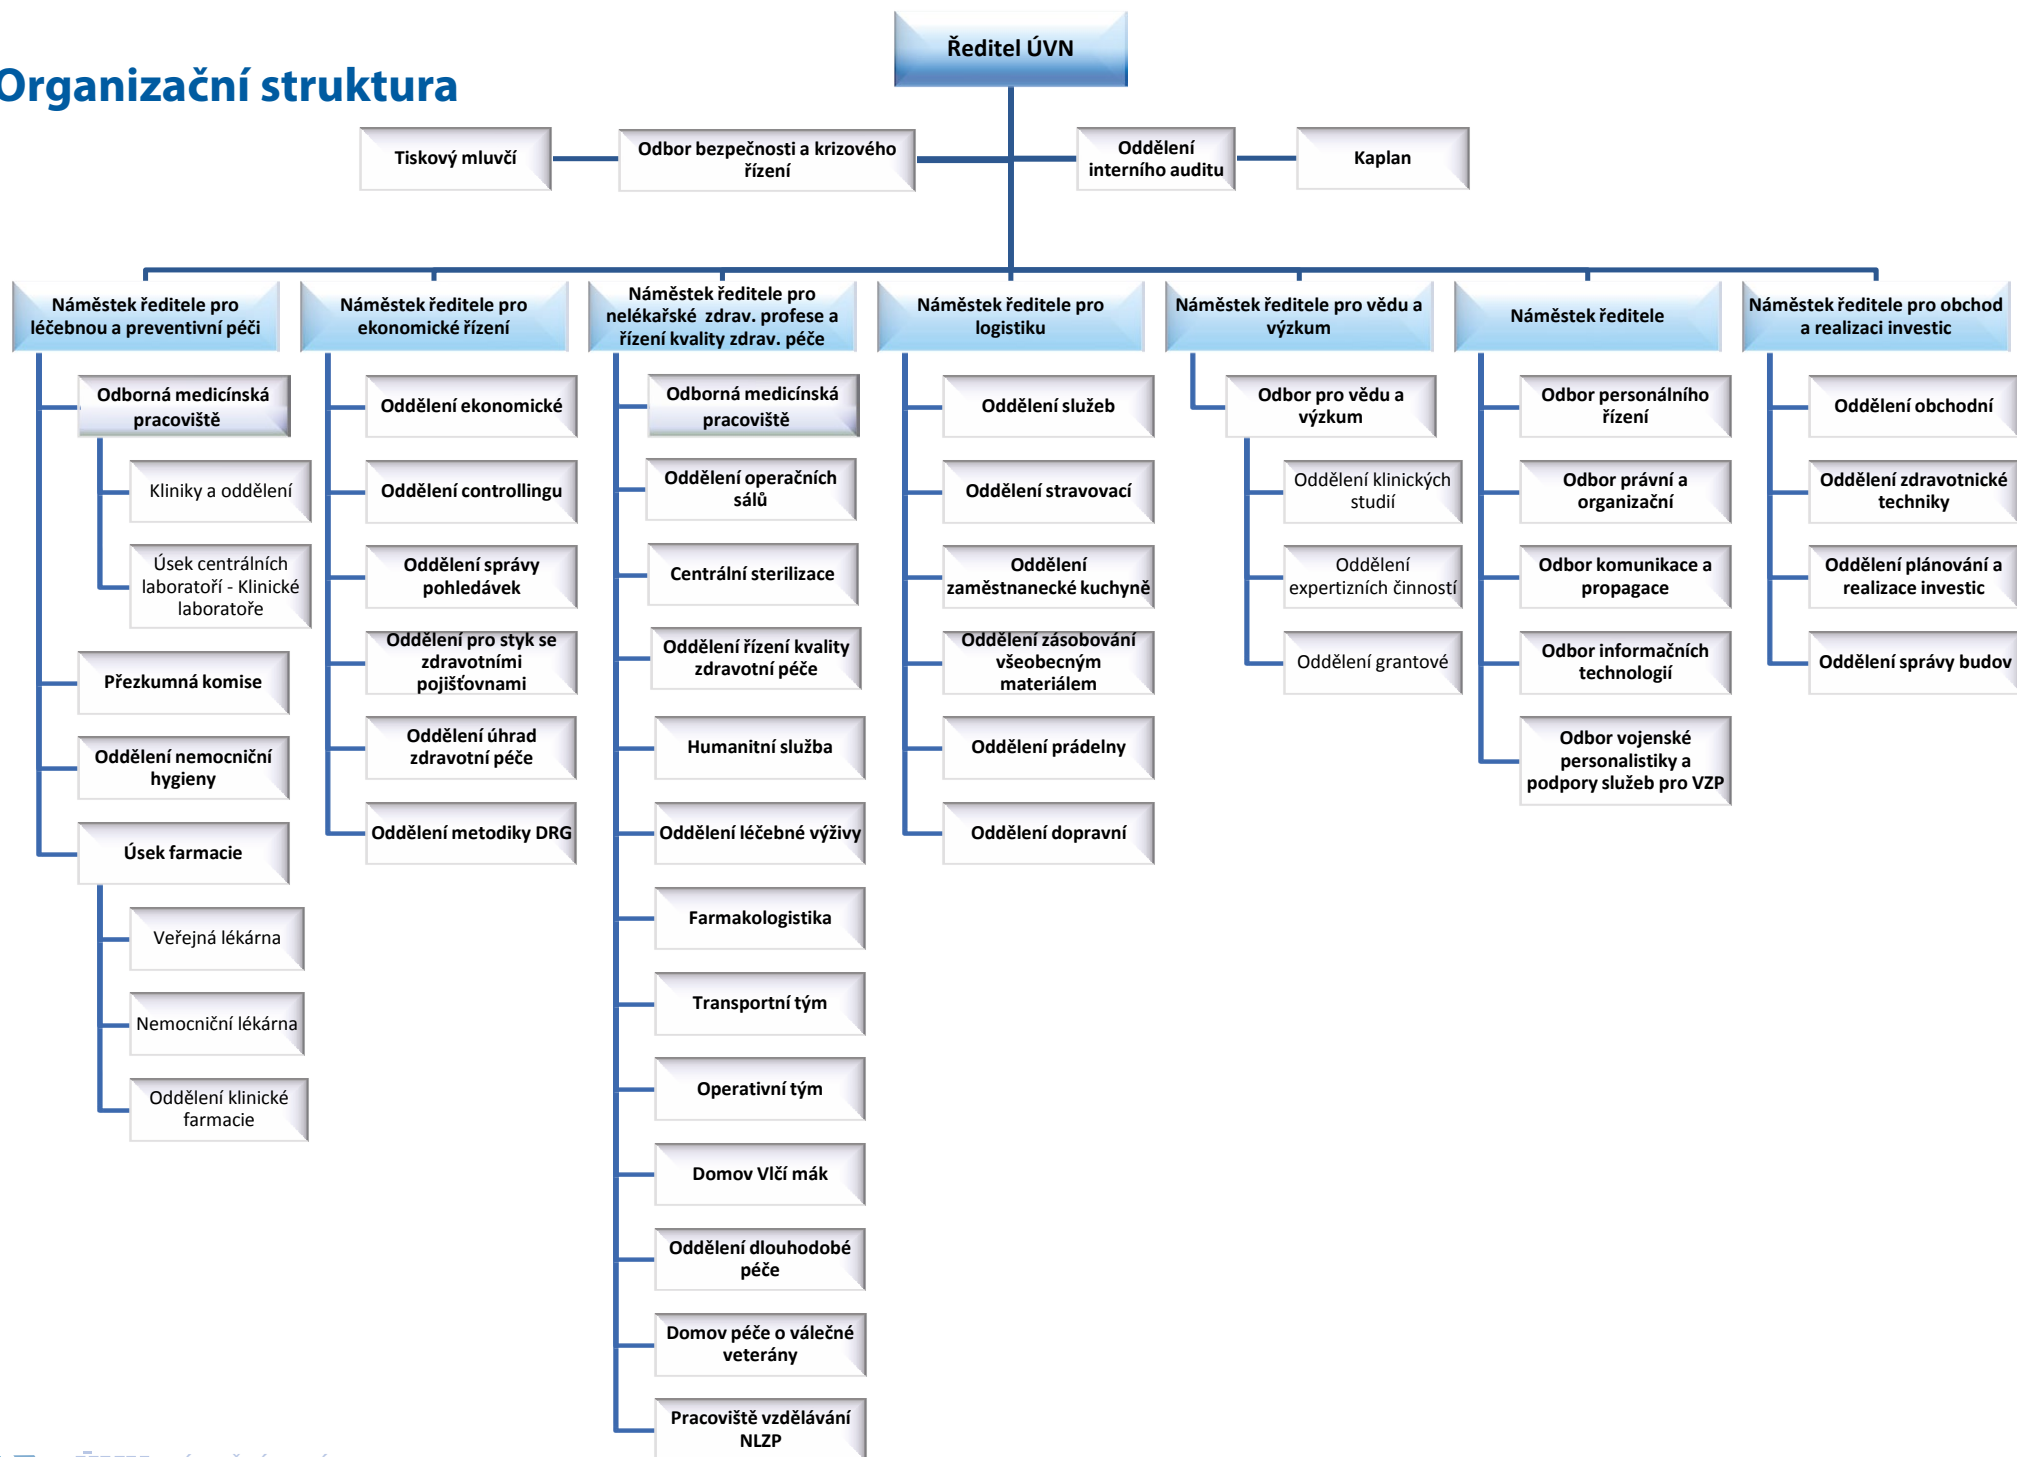 Organizační struktura
Ředitel ÚVN
Tiskový mluvčí
Odbor bezpečnosti a krizového
řízení
Oddělení
interního auditu
Kaplan
Náměstek ředitele pro
léčebnou a preventivní péči
Odborná medicínská
pracoviště
Kliniky a oddělení
Úsek centrálních
laboratoří - Klinické
laboratoře
Přezkumná komise
Oddělení nemocniční
hygieny
Úsek farmacie
Veřejná lékárna
Nemocniční lékárna
Oddělení klinické
farmacie
Náměstek ředitele pro
ekonomické řízení
Oddělení ekonomické
Oddělení controllingu
Oddělení správy
pohledávek
Oddělení pro styk se
zdravotními
pojišťovnami
Oddělení úhrad
zdravotní péče
Oddělení metodiky DRG
Náměstek ředitele pro
nelékařské zdrav. profese a
řízení kvality zdrav. péče
Odborná medicínská
pracoviště
Oddělení operačních
sálů
Centrální sterilizace
Oddělení řízení kvality
zdravotní péče
Humanitní služba
Oddělení léčebné výživy
Farmakologistika
Transportní tým
Operativní tým
Domov Vlčí mák
Oddělení dlouhodobé
péče
Domov péče o válečné
veterány
Pracoviště vzdělávání
NLZP
Náměstek ředitele pro
logistiku
Oddělení služeb
Oddělení stravovací
Oddělení
zaměstnanecké kuchyně
Oddělení zásobování
všeobecným
materiálem
Oddělení prádelny
Oddělení dopravní
Náměstek ředitele pro vědu a
výzkum
Odbor pro vědu a
výzkum
Oddělení klinických
studií
Oddělení
expertizních činností
Oddělení grantové
Náměstek ředitele
Odbor personálního
řízení
Odbor právní a
organizační
Odbor komunikace a
propagace
Odbor informačních
technologií
Odbor vojenské
personalistiky a
podpory služeb pro VZP
Náměstek ředitele pro obchod
a realizaci investic
Oddělení obchodní
Oddělení zdravotnické
techniky
Oddělení plánování a
realizace investic
Oddělení správy budov